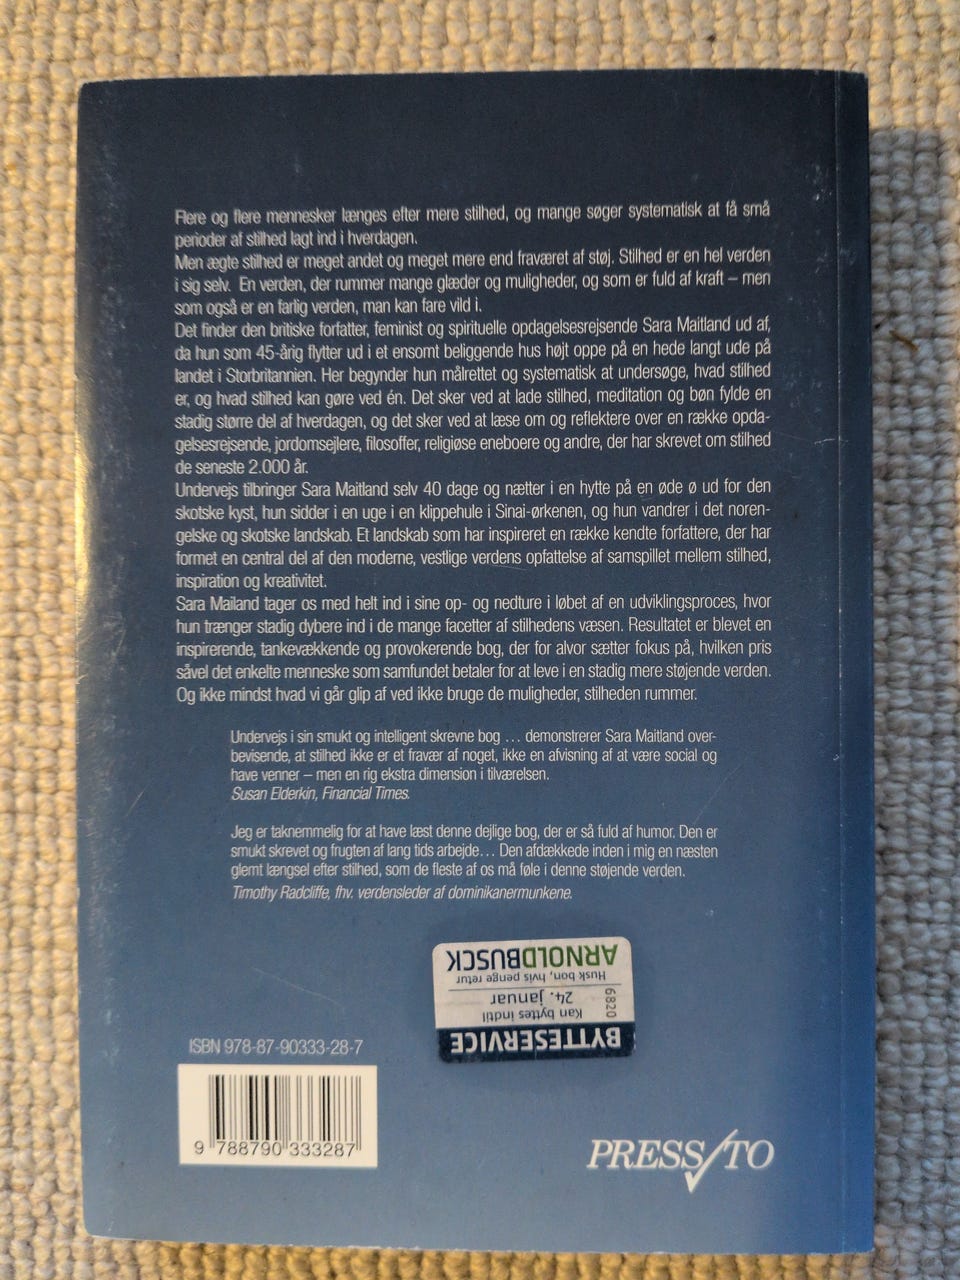 Flere og flere mennesker længes efter mere stilhed, og mange søger systematisk at få små
perioder af stilhed lagt ind i hverdagen.
Men ægte stilhed er meget andet og meget mere end fraværet af støj. Stilhed er en hel verden
i sig selv. En verden, der rummer mange glæder og muligheder, og som er fuld af kraft – men
som også er en farlig verden, man kan fare vild i.
Det finder den britiske forfatter, feminist og spirituelle opdagelsesrejsende Sara Maitland ud af,
da hun som 45-årig flytter ud i et ensomt beliggende hus højt oppe på en hede langt ude på
landet i Storbritannien. Her begynder hun målrettet og systematisk at undersøge, hvad stilhed
er, og hvad stilhed kan gøre ved én. Det sker ved at lade stilhed, meditation og bøn fylde en
stadig større del af hverdagen, og det sker ved at læse om og reflektere over en række opda-
gelsesrejsende, jordomsejlere, filosoffer, religiøse eneboere og andre, der har skrevet om stilhed
de seneste 2.000 år.
Undervejs tilbringer Sara Maitland selv 40 dage og nætter i en hytte på en øde ø ud for den
skotske kyst, hun sidder i en uge i en klippehule i Sinai-ørkenen, og hun vandrer i det noren-
gelske og skotske landskab. Et landskab som har inspireret en række kendte forfattere, der har
formet en central del af den moderne, vestlige verdens opfattelse af samspillet mellem stilhed,
inspiration og kreativitet.
Sara Mailand tager os med helt ind i sine op- og nedture i løbet af en udviklingsproces, hvor
hun trænger stadig dybere ind i de mange facetter af stilhedens væsen. Resultatet er blevet en
inspirerende, tankevækkende og provokerende bog, der for alvor sætter fokus på, hvilken pris
såvel det enkelte menneske som samfundet betaler for at leve i en stadig mere støjende verden.
Og ikke mindst hvad vi går glip af ved ikke bruge de muligheder, stilheden rummer.
Undervejs i sin smukt og intelligent skrevne bog … demonstrerer Sara Maitland over-
bevisende, at stilhed ikke er et fravær af noget, ikke en afvisning af at være social og
have venner – men en rig ekstra dimension i tilværelsen.
Susan Elderkin, Financial Times.
Jeg er taknemmelig for at have læst denne dejlige bog, der er så fuld af humor. Den er
smukt skrevet og frugten af lang tids arbejde… Den afdækkede inden i mig en næsten
glemt længsel efter stilhed, som de fleste af os må føle i denne støjende verden.
Timothy Radcliffe, fhv. verdensleder af dominikanermunkene.
BYTTESERVICE
Kan byttes indtil
24. januar
6820
Husk bon, hvis penge retur
ARNOLDBUSCK
ISBN 978-87-90333-28-7
9 788790 333287
PRESS/TO